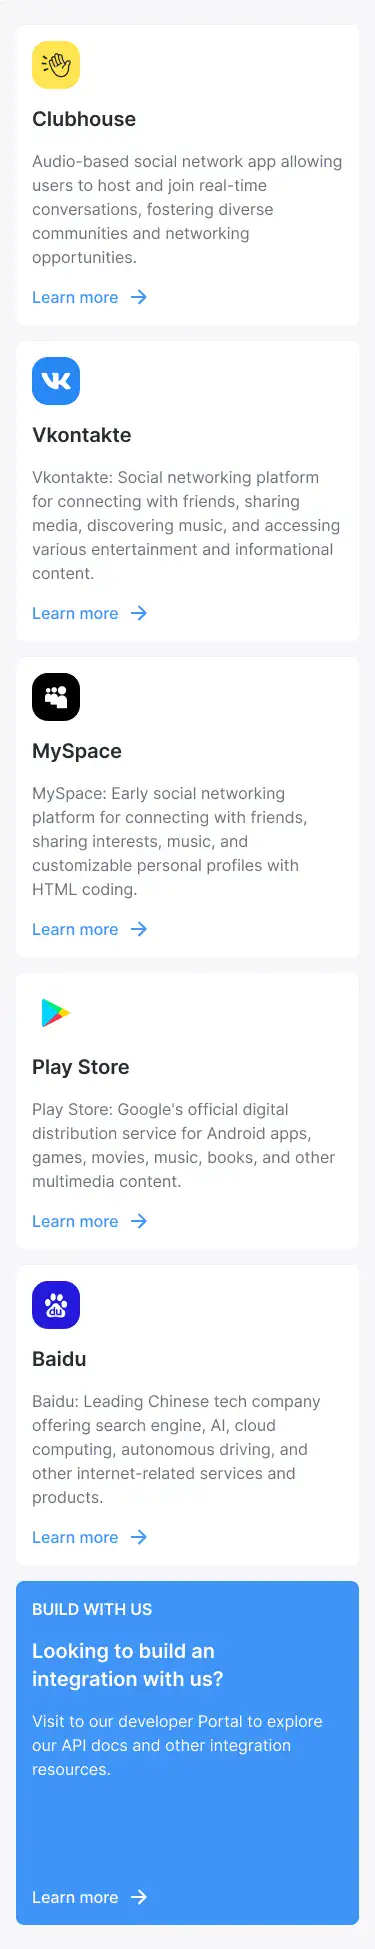 Clubhouse
Audio-based social network app allowing
users to host and join real-time
conversations, fostering diverse
communities and networking
opportunities.
Learn more
VK
Vkontakte
Vkontakte: Social networking platform
for connecting with friends, sharing
media, discovering music, and accessing
various entertainment and informational
content.
Learn more
MySpace
MySpace: Early social networking
platform for connecting with friends,
sharing interests, music, and
customizable personal profiles with
HTML coding.
Learn more
Play Store
Play Store: Google's official digital
distribution service for Android apps,
games, movies, music, books, and other
multimedia content.
Learn more
du
Baidu
Baidu: Leading Chinese tech company
offering search engine, AI, cloud
computing, autonomous driving, and
other internet-related services and
products.
Learn more
BUILD WITH US
Looking to build an
integration with us?
Visit to our developer Portal to explore
our API docs and other integration
resources.
Learn more